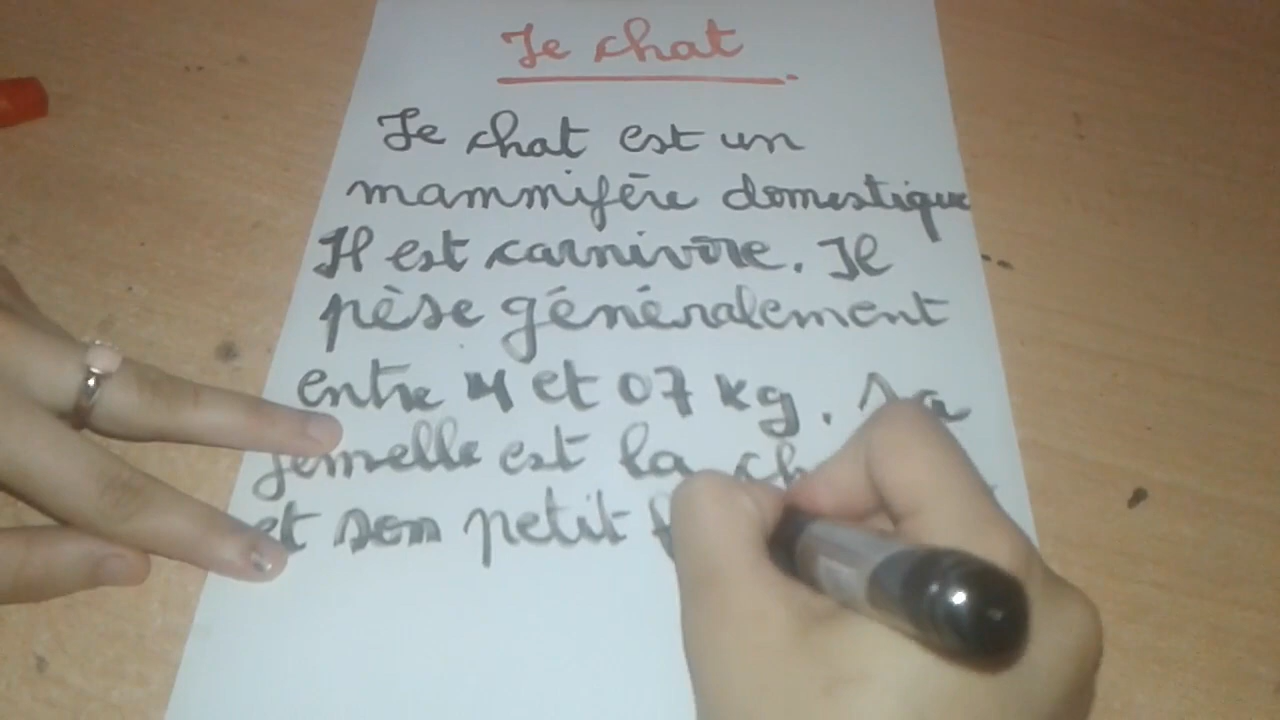 Le chat
Le chat est un
mammifère domestique
Il est carnivore. Il
pèse généralement
entre 4 et 07 kg. Sa
femelle est la
et son petit